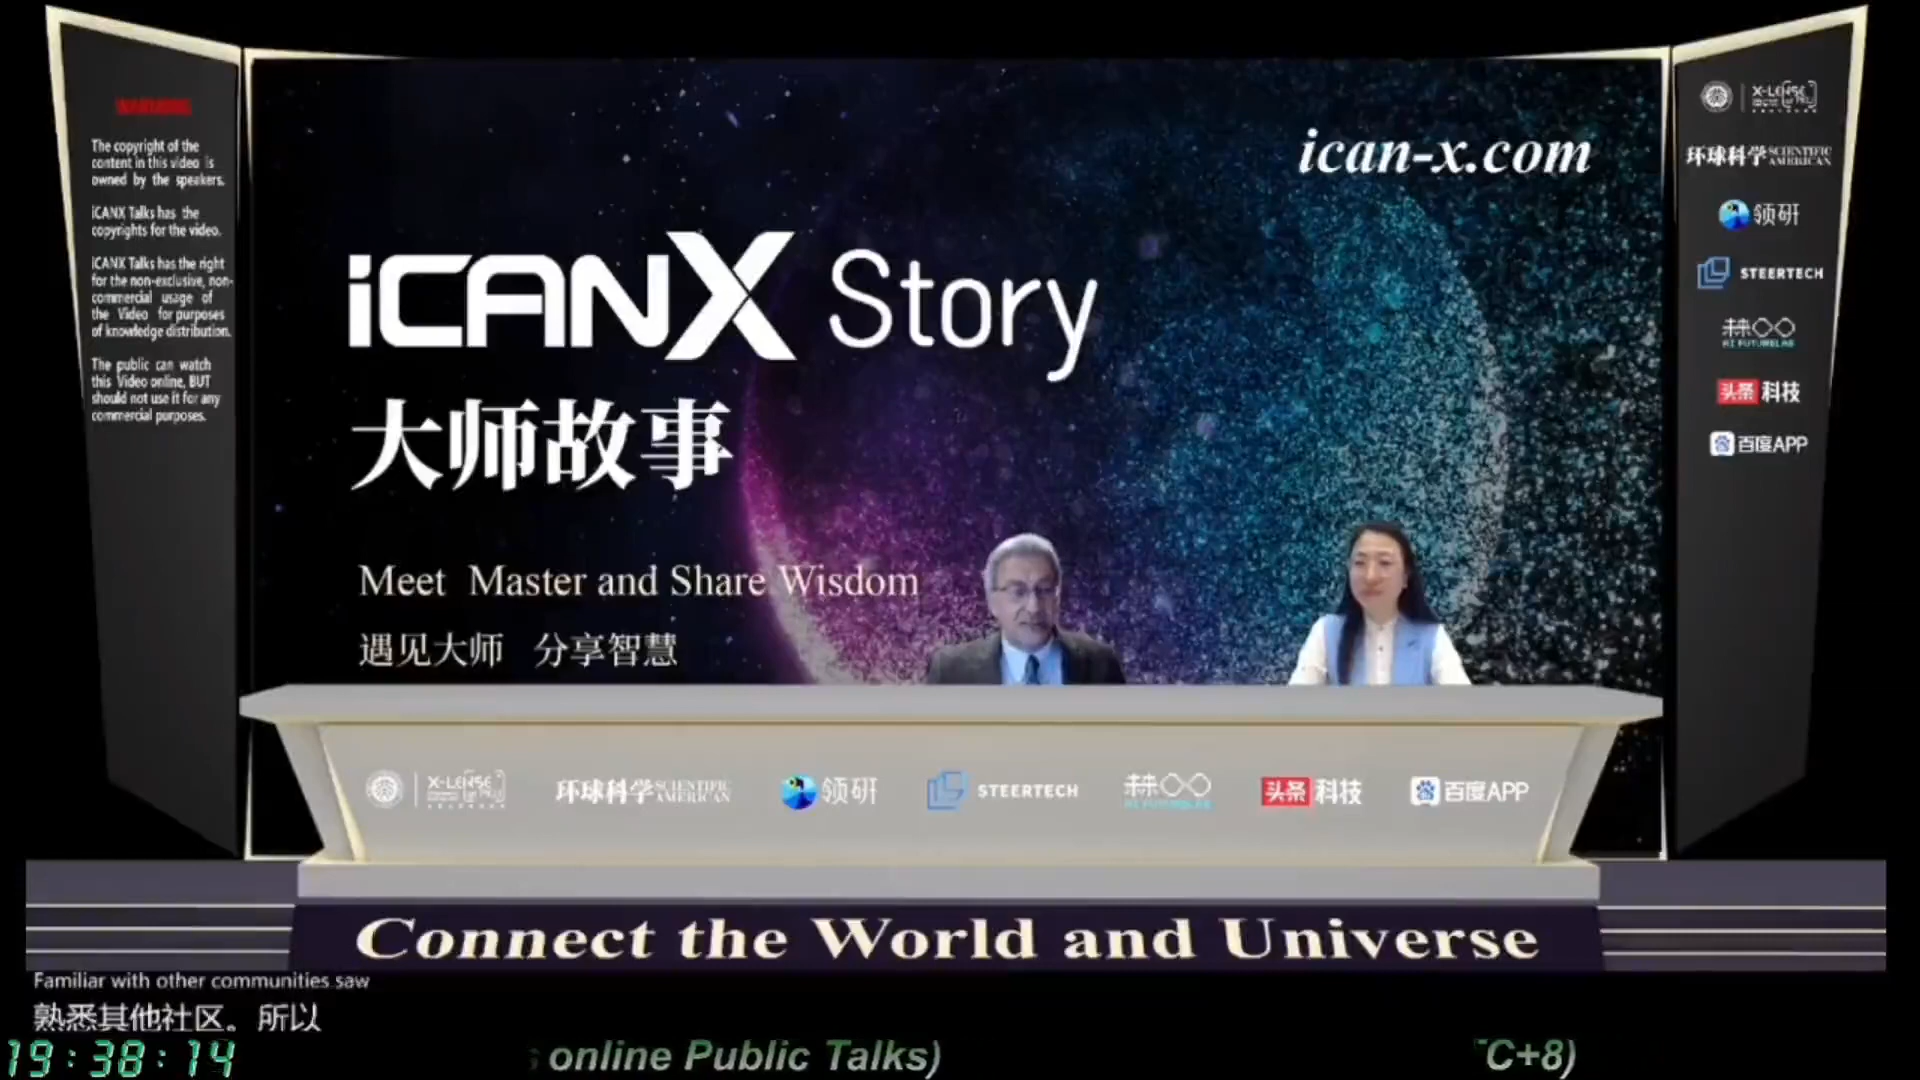 The copyright of the
content in this video is
owned by the speakers.
iCANX Talks has the
copyrights for the video.
iCANX Talks has the right
for the non-exclusive, non-
commercial usage of
the Video for purposes
of knowledge distribution.
The public can watch
this Video online, BUT
should not use it for any
commercial purposes.
ican-x.com
iCANX Story
大师故事
Meet Master and Share Wisdom
遇见大师 分享智慧
X-LENSE
环球科学 SCIENTIFIC AMERICAN
领研
STEERTECH
AI FUTURELAB
头条 科技
百度APP
X-LENSE
环球科学 SCIENTIFIC AMERICAN
领研
STEERTECH
头条 科技
百度APP
Connect the World and Universe
Familiar with other communities saw
熟悉其他社区。所以
19:38:14
online Public Talks)
C+8)